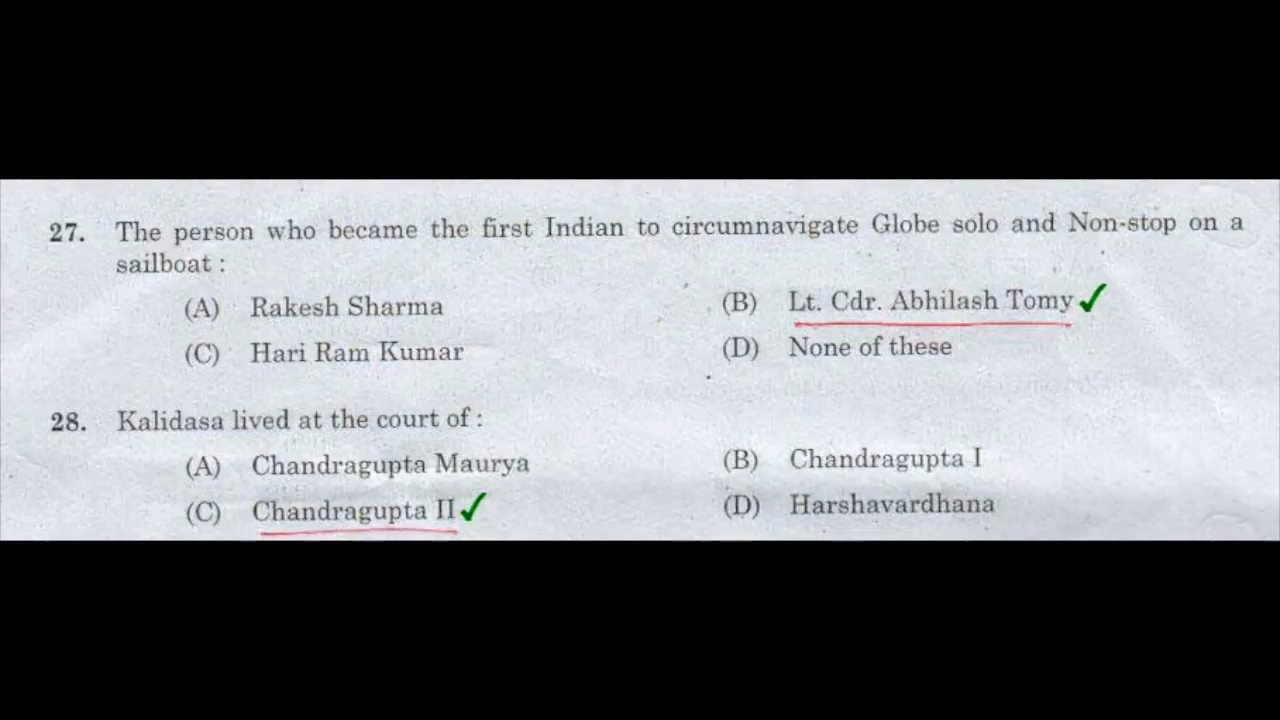 27. The person who became the first Indian to circumnavigate Globe solo and Non-stop on a
sailboat :
(A) Rakesh Sharma (B) Lt. Cdr. Abhilash Tomy ✓
(C) Hari Ram Kumar (D) None of these
28. Kalidasa lived at the court of :
(A) Chandragupta Maurya (B) Chandragupta I
(C) Chandragupta II ✓ (D) Harshavardhana